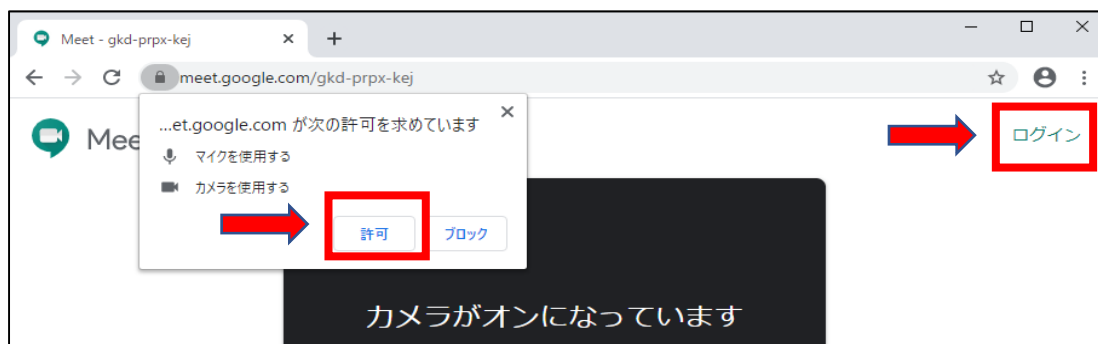 Meet - gkd-prpx-kej
meet.google.com/gkd-prpx-kej
Mee
ログイン
...et.google.com が次の許可を求めています
マイクを使用する
カメラを使用する
許可
ブロック
カメラがオンになっています